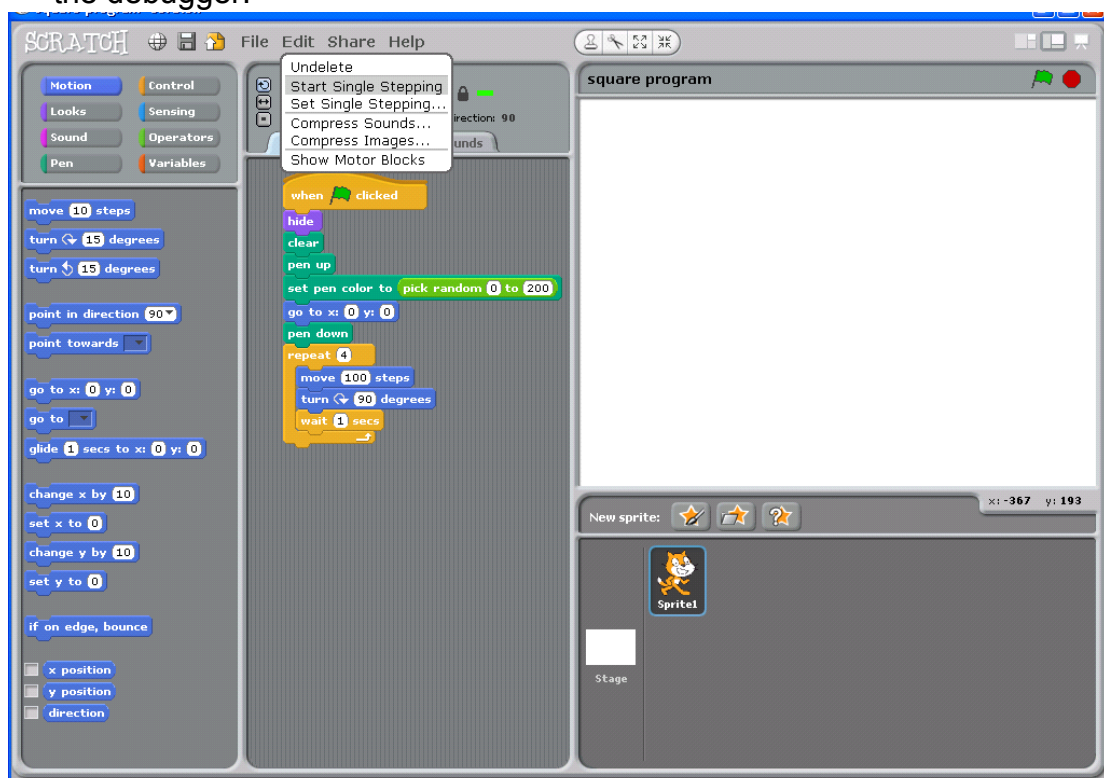 the debugger.
SCRATCH File Edit Share Help
Motion Control
Looks Sensing
Sound Operators
Pen Variables
move 10 steps
turn 15 degrees
turn 15 degrees
point in direction 90
point towards
go to x: 0 y: 0
go to
glide 1 secs to x: 0 y: 0
change x by 10
set x to 0
change y by 10
set y to 0
if on edge, bounce
x position
y position
direction
Undelete
Start Single Stepping
Set Single Stepping...
Compress Sounds...
Compress Images...
Show Motor Blocks
direction: 90
unds
when clicked
hide
clear
pen up
set pen color to pick random 0 to 200
go to x: 0 y: 0
pen down
repeat 4
move 100 steps
turn 90 degrees
wait 1 secs
square program
x: -367 y: 193
New sprite:
Sprite1
Stage